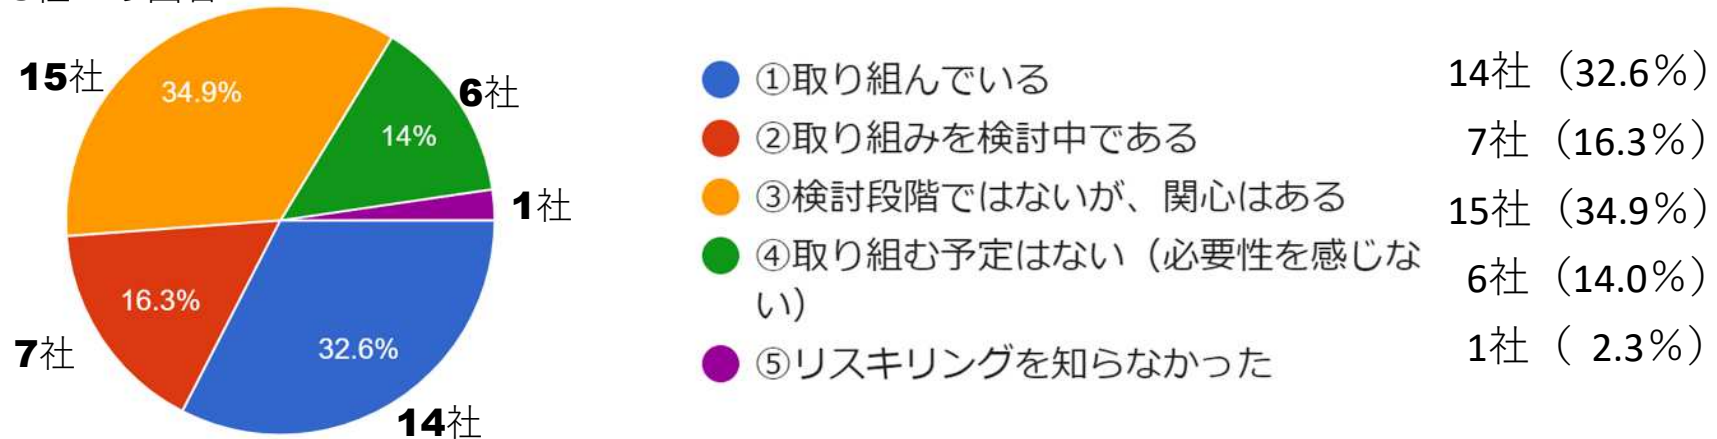 15社
34.9%
6社
14%
1社
16.3%
7社
32.6%
14社
①取り組んでいる
②取り組みを検討中である
③検討段階ではないが、関心はある
④取り組む予定はない（必要性を感じな
い）
⑤リスキリングを知らなかった
14社（32.6％）
7社（16.3％）
15社（34.9％）
6社（14.0％）
1社（ 2.3％）